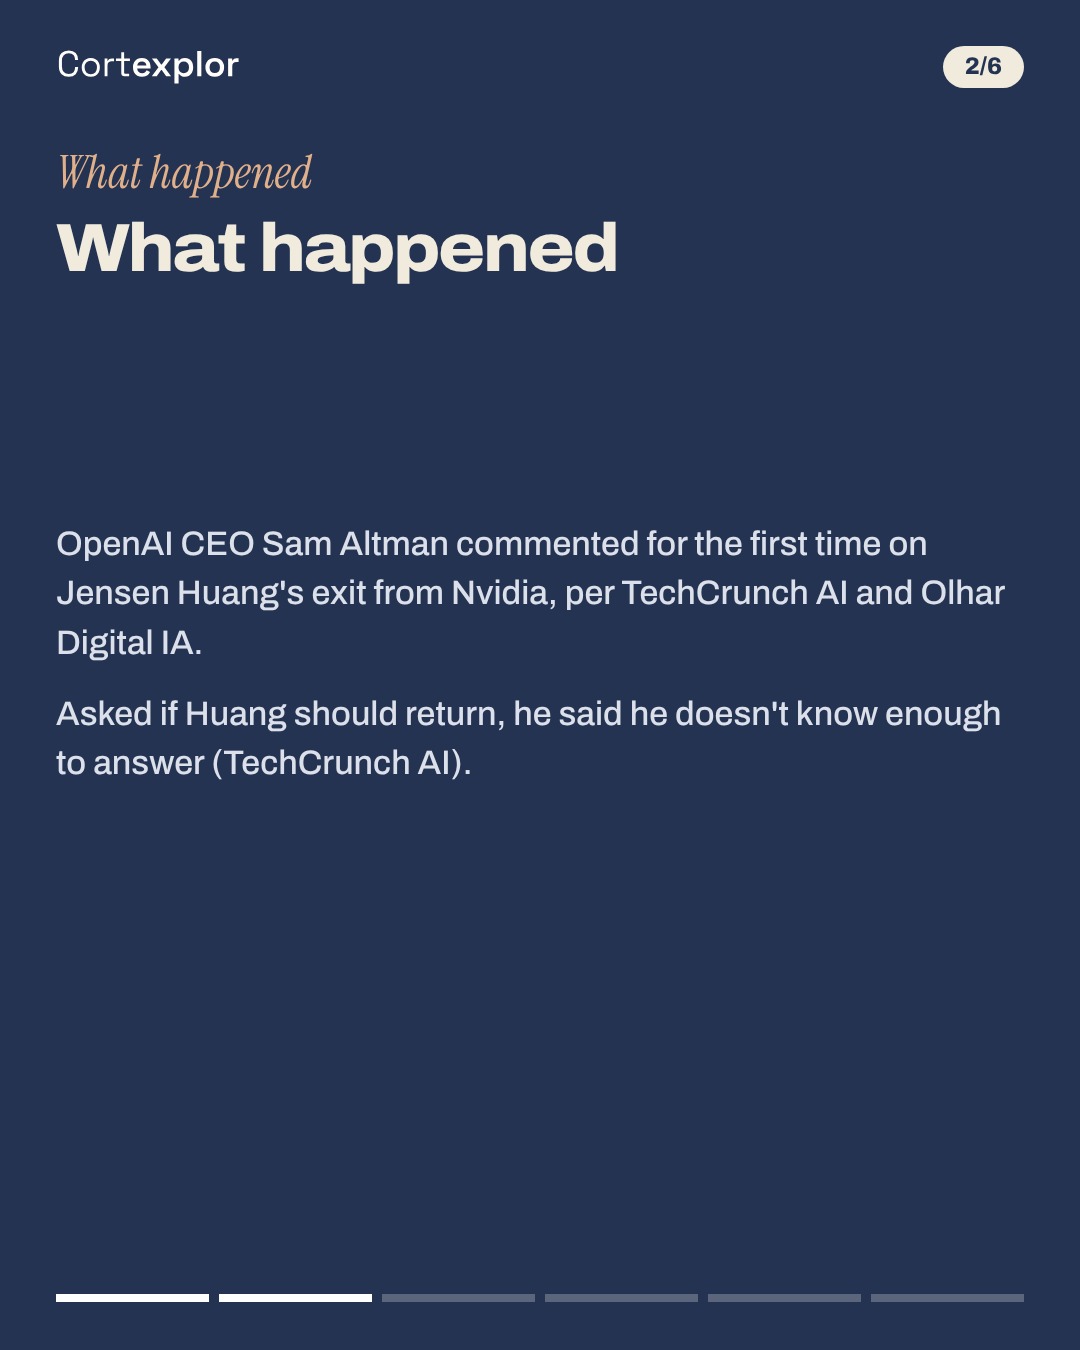 Cortexplor
2/6
What happened
What happened
OpenAI CEO Sam Altman commented for the first time on
Jensen Huang's exit from Nvidia, per TechCrunch AI and Olhar
Digital IA.
Asked if Huang should return, he said he doesn't know enough
to answer (TechCrunch AI).